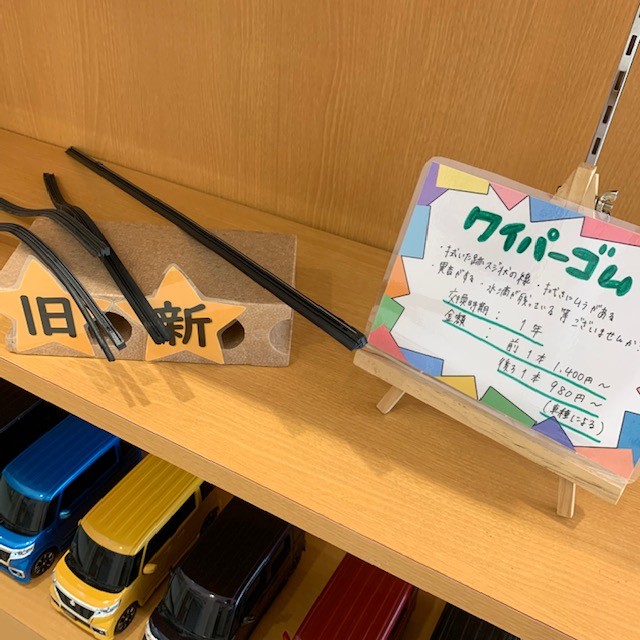 旧
新
ワイパーゴム
・拭いた跡スジ状の線 ・拭きにムラがある
・異音がする ・水滴が残っている 等ございませんか?
交換時期： 1年
金額：
前1本 1.400円〜
後ろ1本 980円〜
(車種による)